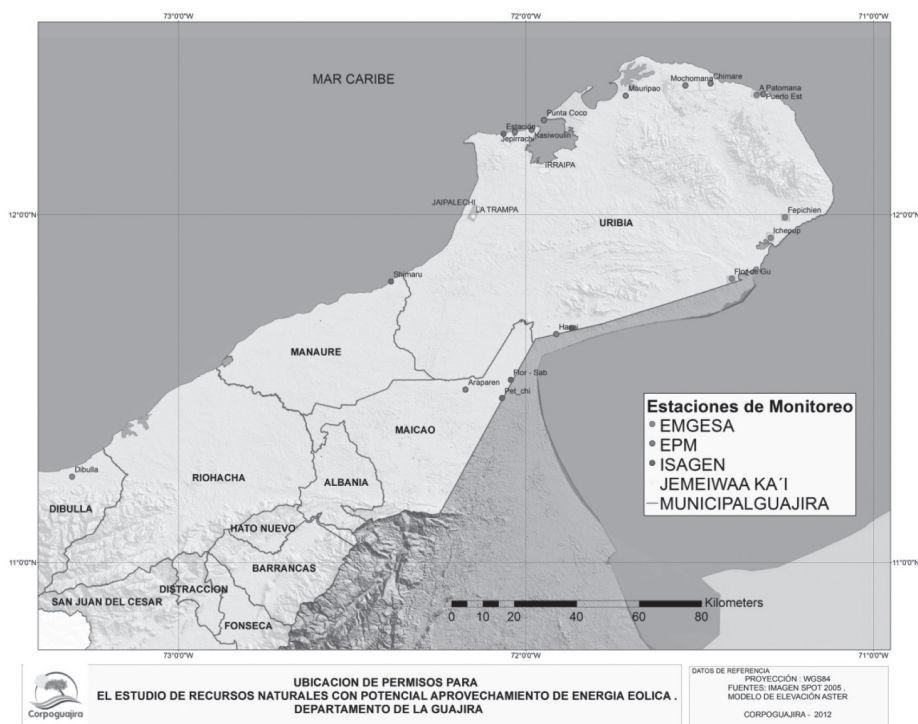 73°0'0"W
72°0'0"W
71°0'0"W
MAR CARIBE
Mochomana
Chimare
Mauripao
A Patomana
Puerto Est
Punta Coco
Estación
Kasiwoulin
Jepirrachi
IRRAIPA
JAIPALECHI
LA TRAMPA
12°0'0"N
12°0'0"N
URIBIA
Fepichien
Ichepup
Shimaru
MANAURE
Flor - Sab
Araparen
Pet_chi
MAICAO
Estaciones de Monitoreo
EMGESA
EPM
ISAGEN
JEMEIWAA KA´I
MUNICIPALGUAJIRA
Dibulla
DIBULLA
RIOHACHA
ALBANIA
HATO NUEVO
11°0'0"N
11°0'0"N
BARRANCAS
DISTRACCION
SAN JUAN DEL CESAR
FONSECA
Kilometers
0 5 10 20 40 60 80
73°0'0"W
72°0'0"W
71°0'0"W
Corpoguajira
UBICACION DE PERMISOS PARA
EL ESTUDIO DE RECURSOS NATURALES CON POTENCIAL APROVECHAMIENTO DE ENERGIA EOLICA .
DEPARTAMENTO DE LA GUAJIRA
DATOS DE REFERENCIA
PROYECCIÓN : WGS84
FUENTES: IMAGEN SPOT 2005 ,
MODELO DE ELEVACIÓN ASTER
CORPOGUAJIRA - 2012